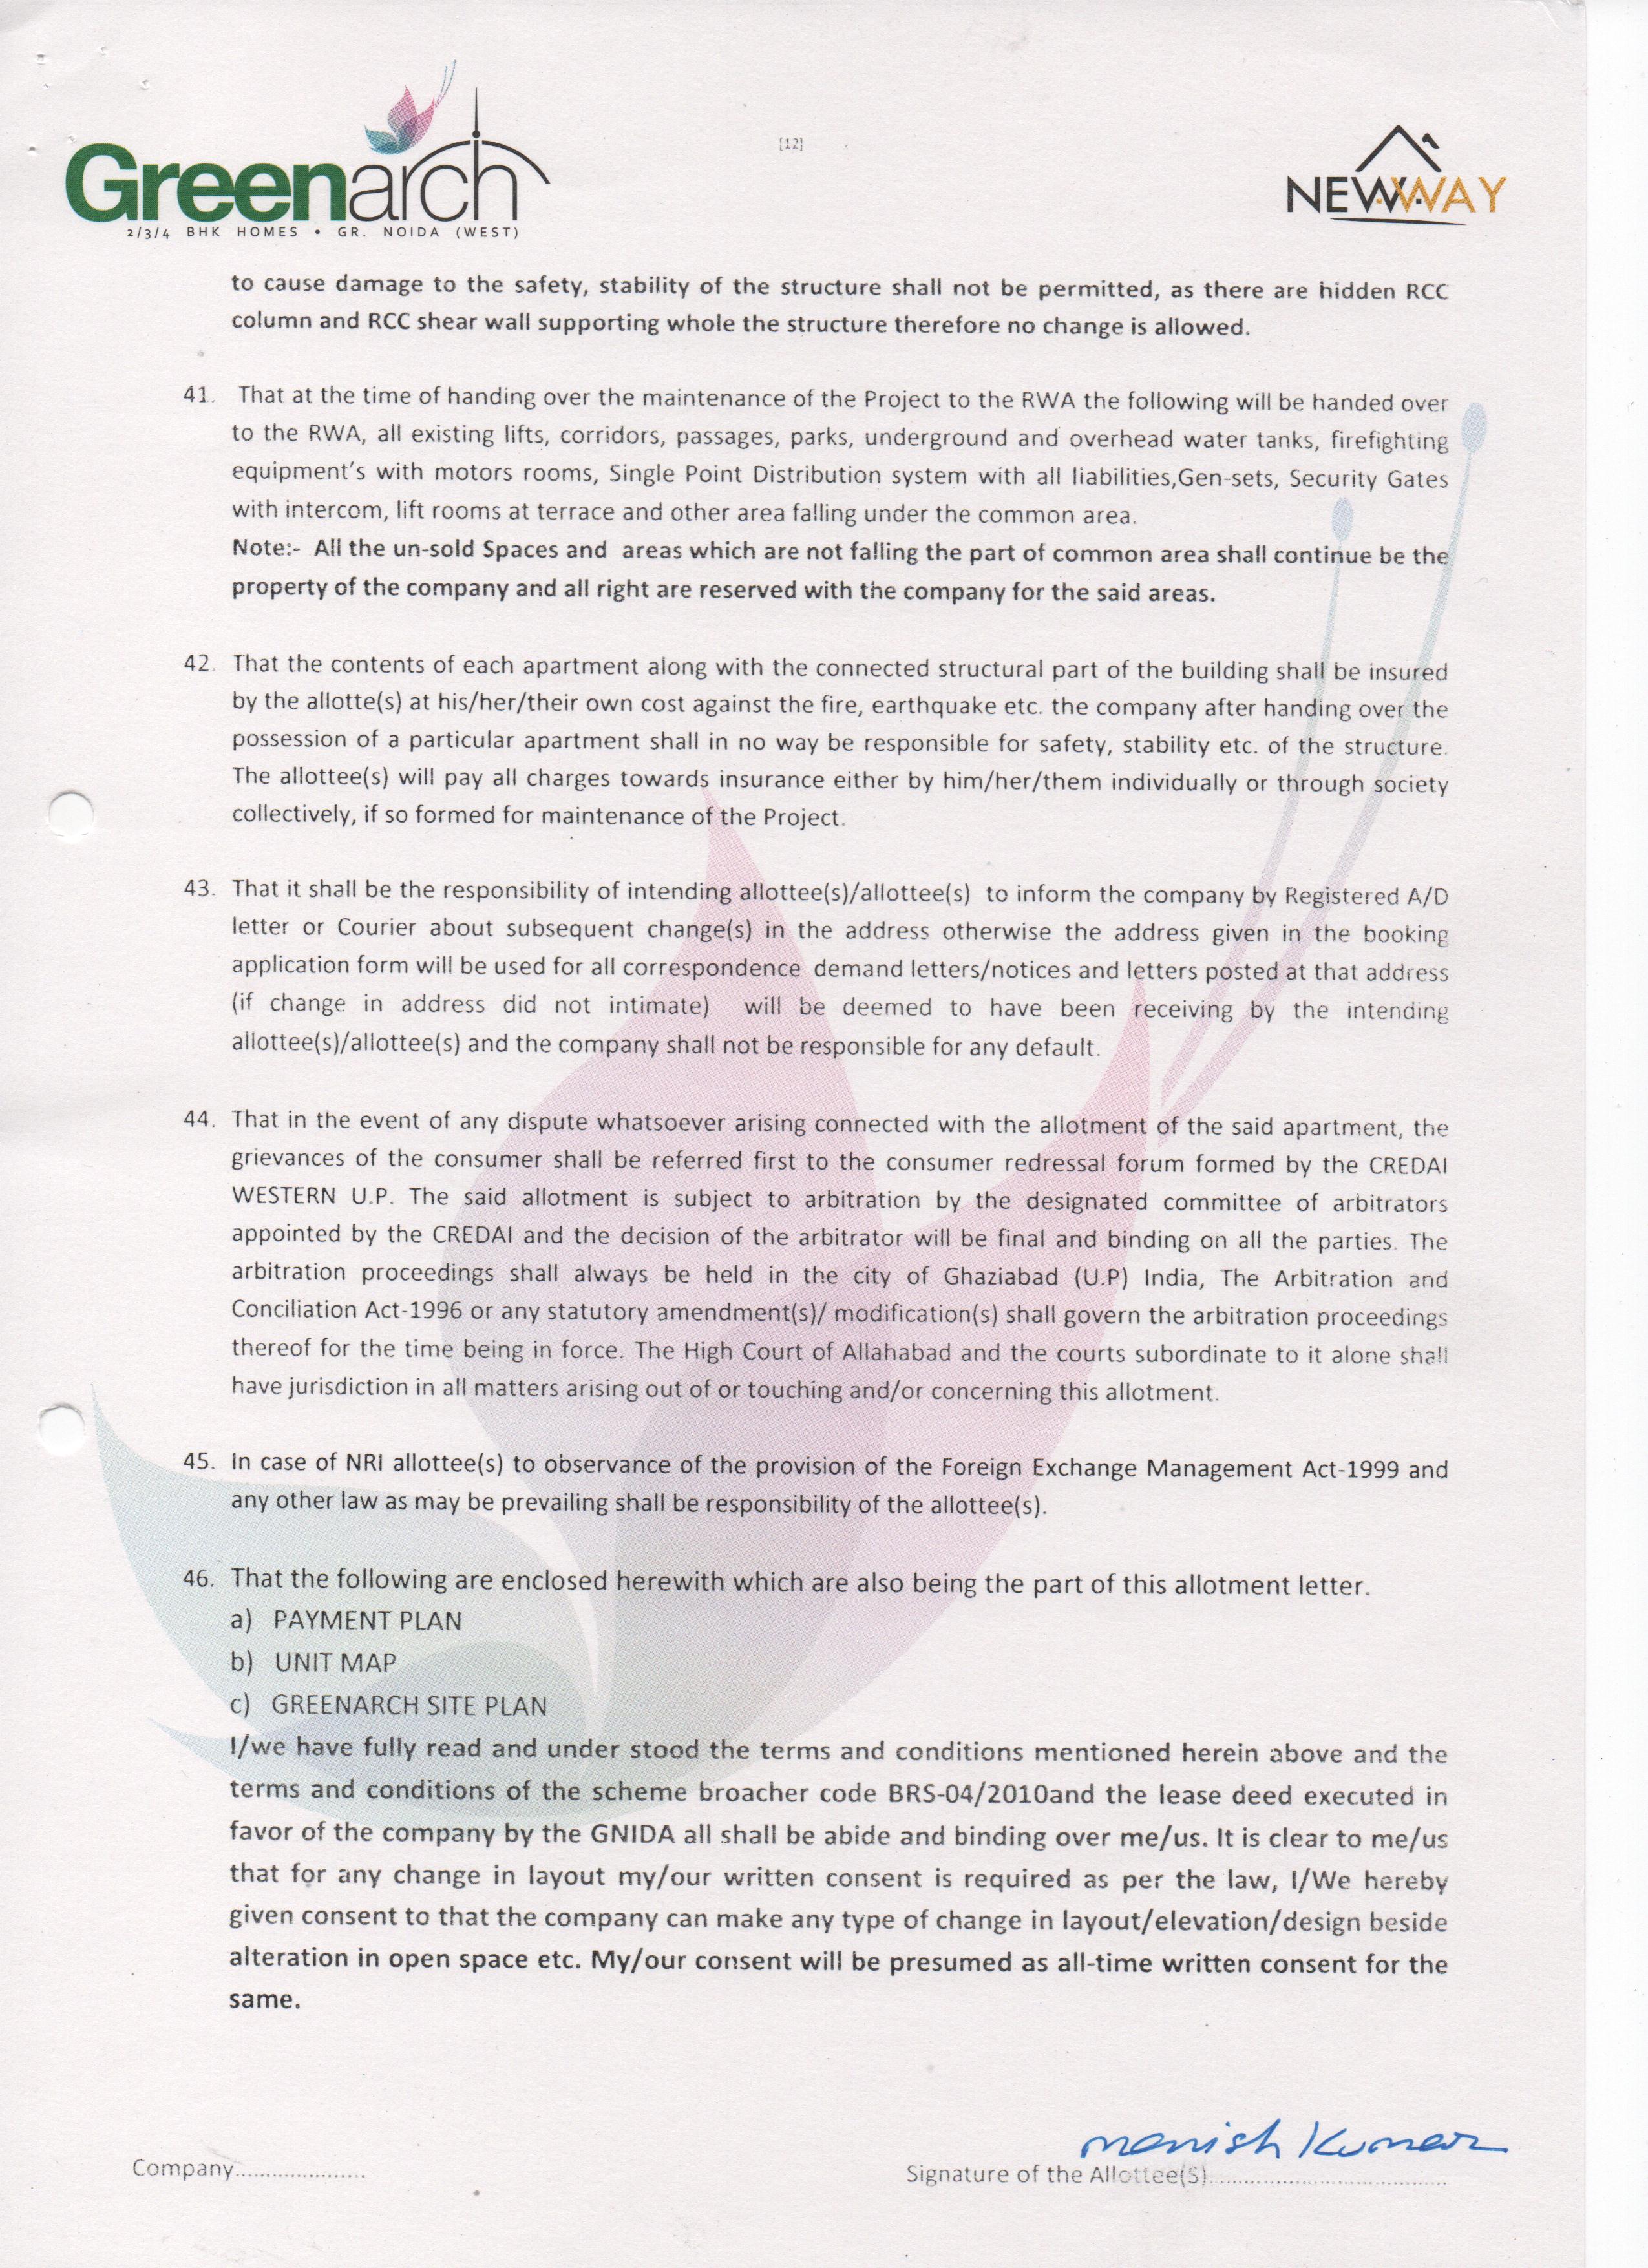 Greenarch
2/3/4 BHK HOMES • GR. NOIDA (WEST)
[12]
NEWWAY
to cause damage to the safety, stability of the structure shall not be permitted, as there are hidden RCC
column and RCC shear wall supporting whole the structure therefore no change is allowed.
41. That at the time of handing over the maintenance of the Project to the RWA the following will be handed over
to the RWA, all existing lifts, corridors, passages, parks, underground and overhead water tanks, firefighting
equipment's with motors rooms, Single Point Distribution system with all liabilities,Gen-sets, Security Gates
with intercom, lift rooms at terrace and other area falling under the common area.
Note:- All the un-sold Spaces and areas which are not falling the part of common area shall continue be the
property of the company and all right are reserved with the company for the said areas.
42. That the contents of each apartment along with the connected structural part of the building shall be insured
by the allotte(s) at his/her/their own cost against the fire, earthquake etc. the company after handing over the
possession of a particular apartment shall in no way be responsible for safety, stability etc. of the structure.
The allottee(s) will pay all charges towards insurance either by him/her/them individually or through society
collectively, if so formed for maintenance of the Project.
43. That it shall be the responsibility of intending allottee(s)/allottee(s) to inform the company by Registered A/D
letter or Courier about subsequent change(s) in the address otherwise the address given in the booking
application form will be used for all correspondence demand letters/notices and letters posted at that address
(if change in address did not intimate) will be deemed to have been receiving by the intending
allottee(s)/allottee(s) and the company shall not be responsible for any default.
44. That in the event of any dispute whatsoever arising connected with the allotment of the said apartment, the
grievances of the consumer shall be referred first to the consumer redressal forum formed by the CREDAI
WESTERN U.P. The said allotment is subject to arbitration by the designated committee of arbitrators
appointed by the CREDAI and the decision of the arbitrator will be final and binding on all the parties. The
arbitration proceedings shall always be held in the city of Ghaziabad (U.P) India, The Arbitration and
Conciliation Act-1996 or any statutory amendment(s)/ modification(s) shall govern the arbitration proceedings
thereof for the time being in force. The High Court of Allahabad and the courts subordinate to it alone shall
have jurisdiction in all matters arising out of or touching and/or concerning this allotment.
45. In case of NRI allottee(s) to observance of the provision of the Foreign Exchange Management Act-1999 and
any other law as may be prevailing shall be responsibility of the allottee(s).
46. That the following are enclosed herewith which are also being the part of this allotment letter.
a) PAYMENT PLAN
b) UNIT MAP
c) GREENARCH SITE PLAN
I/we have fully read and under stood the terms and conditions mentioned herein above and the
terms and conditions of the scheme broacher code BRS-04/2010and the lease deed executed in
favor of the company by the GNIDA all shall be abide and binding over me/us. It is clear to me/us
that for any change in layout my/our written consent is required as per the law, I/We hereby
given consent to that the company can make any type of change in layout/elevation/design beside
alteration in open space etc. My/our consent will be presumed as all-time written consent for the
same.
manish Kumar
Company.....................
Signature of the Allottee(S).......................................